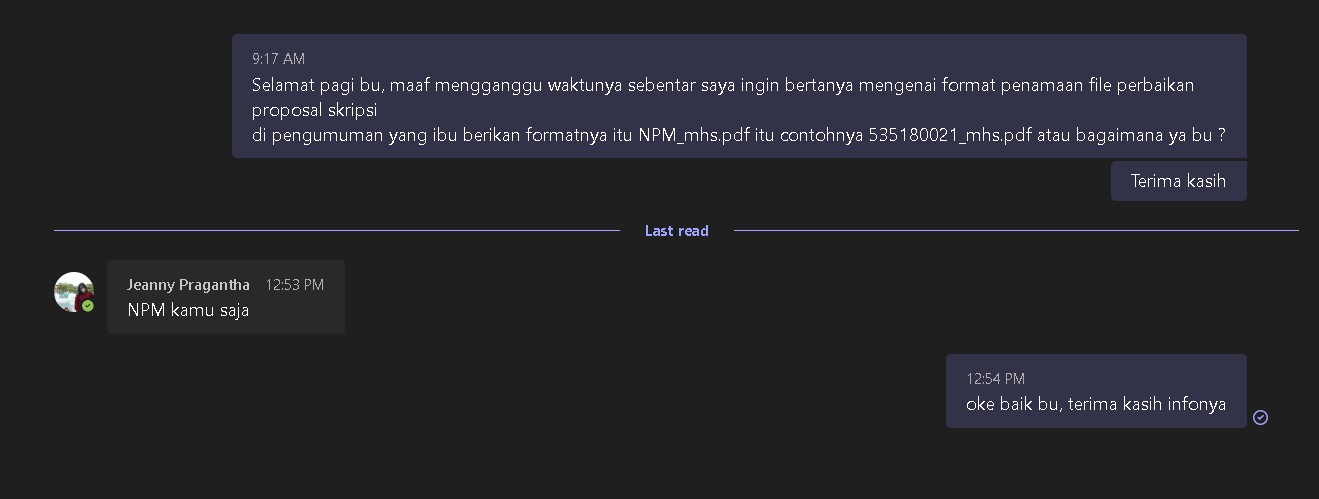 9:17 AM
Selamat pagi bu, maaf mengganggu waktunya sebentar saya ingin bertanya mengenai format penamaan file perbaikan
proposal skripsi
di pengumuman yang ibu berikan formatnya itu NPM_mhs.pdf itu contohnya 535180021_mhs.pdf atau bagaimana ya bu ?
Terima kasih
Last read
Jeanny Pragantha 12:53 PM
NPM kamu saja
12:54 PM
oke baik bu, terima kasih infonya